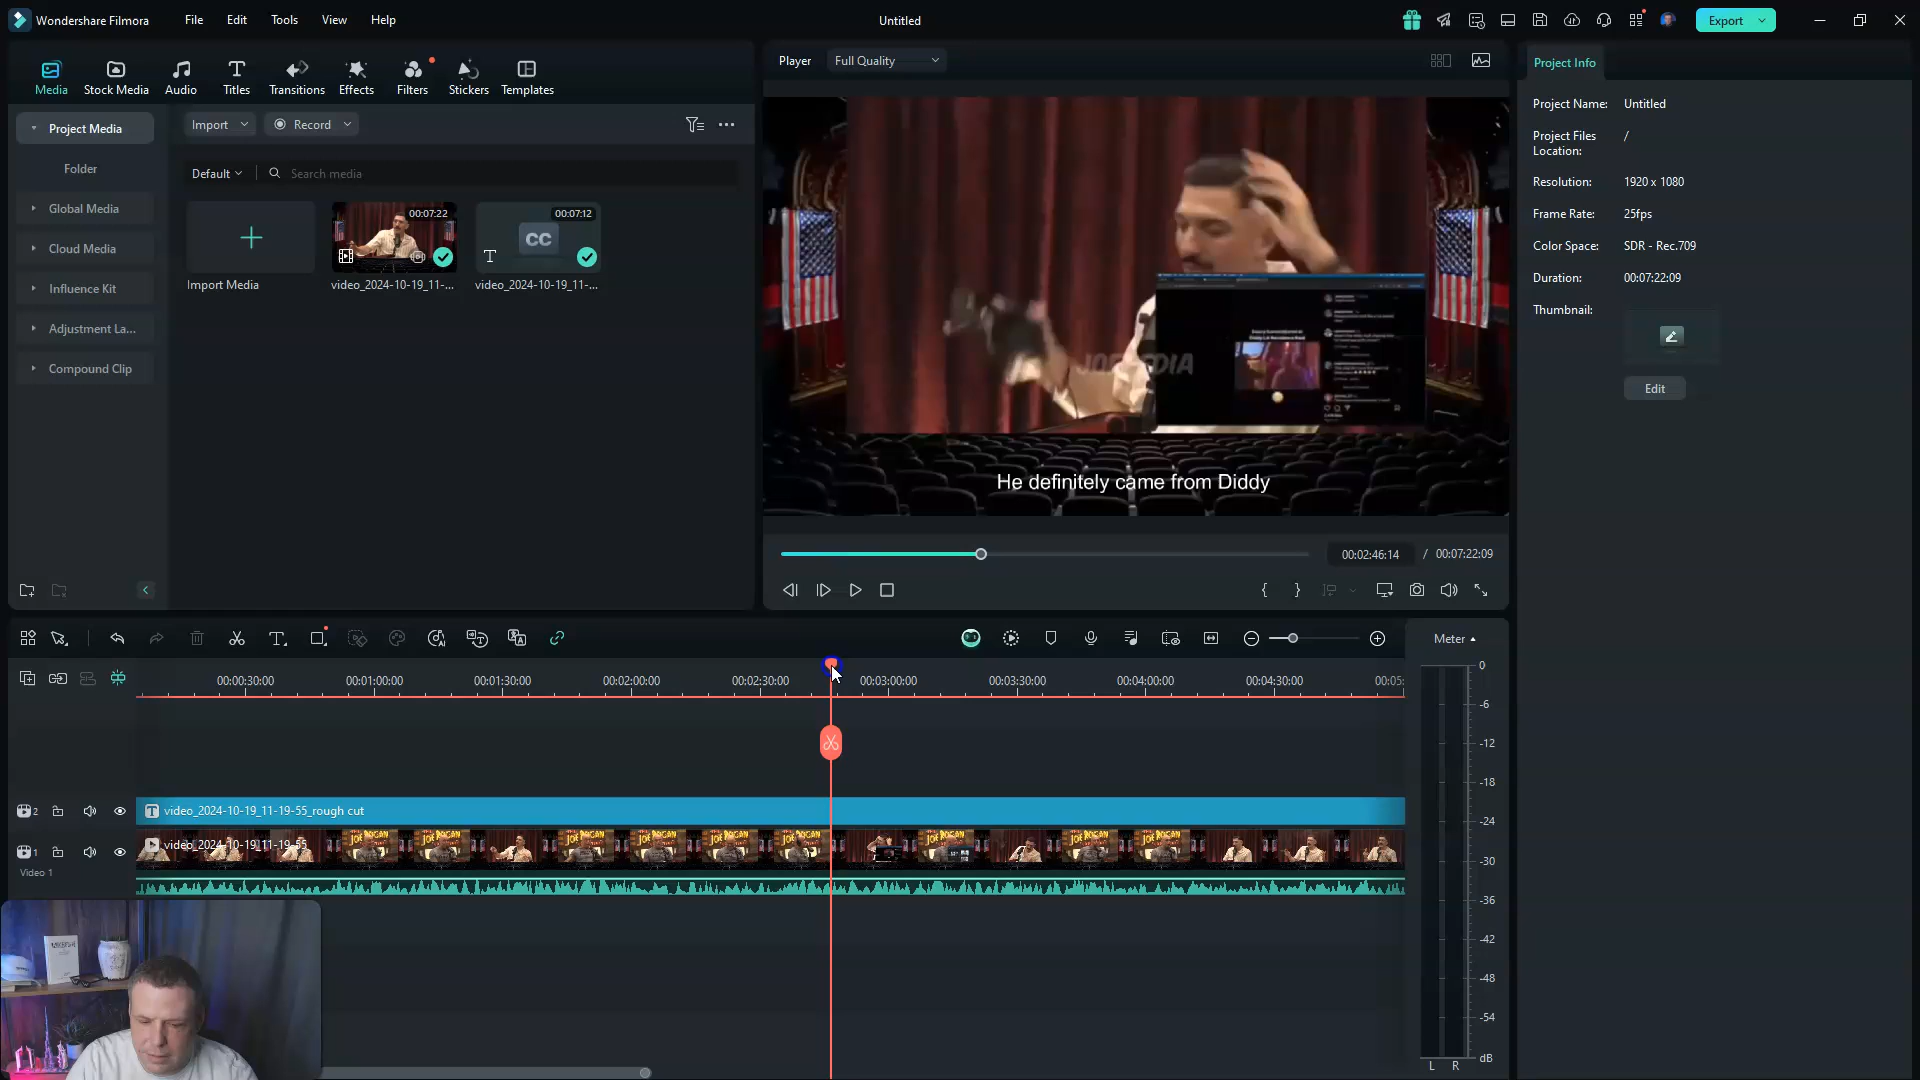 Wondershare Filmora
File
Edit
Tools
View
Help
Untitled
Export
Media
Stock Media
Audio
Titles
Transitions
Effects
Filters
Stickers
Templates
Player
Full Quality
Project Info
Project Media
Folder
Global Media
Cloud Media
Influence Kit
Adjustment La...
Compound Clip
Import
Record
Default
Search media
00:07:22
00:07:12
CC
T
Import Media
video_2024-10-19_11-...
video_2024-10-19_11-...
He definitely came from Diddy
00:02:46:14
/
00:07:22:09
Project Name: Untitled
Project Files Location: /
Resolution: 1920 x 1080
Frame Rate: 25fps
Color Space: SDR - Rec.709
Duration: 00:07:22:09
Thumbnail:
Edit
Meter
00:00:30:00
00:01:00:00
00:01:30:00
00:02:00:00
00:02:30:00
00:03:00:00
00:03:30:00
00:04:00:00
00:04:30:00
00:05:
2
video_2024-10-19_11-19-55_rough cut
1
video_2024-10-19_11-19-55
Video 1
0
-6
-12
-18
-24
-30
-36
-42
-48
-54
dB
L R